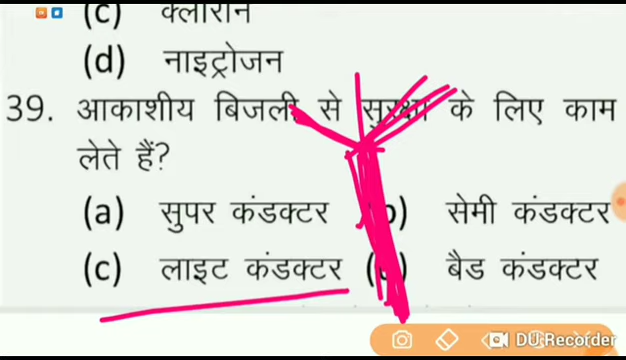 (c) क्लोरीन
(d) नाइट्रोजन
39. आकाशीय बिजली से सुरक्षा के लिए काम
लेते हैं?
(a) सुपर कंडक्टर (b) सेमी कंडक्टर
(c) लाइट कंडक्टर (d) बैड कंडक्टर
DU Recorder